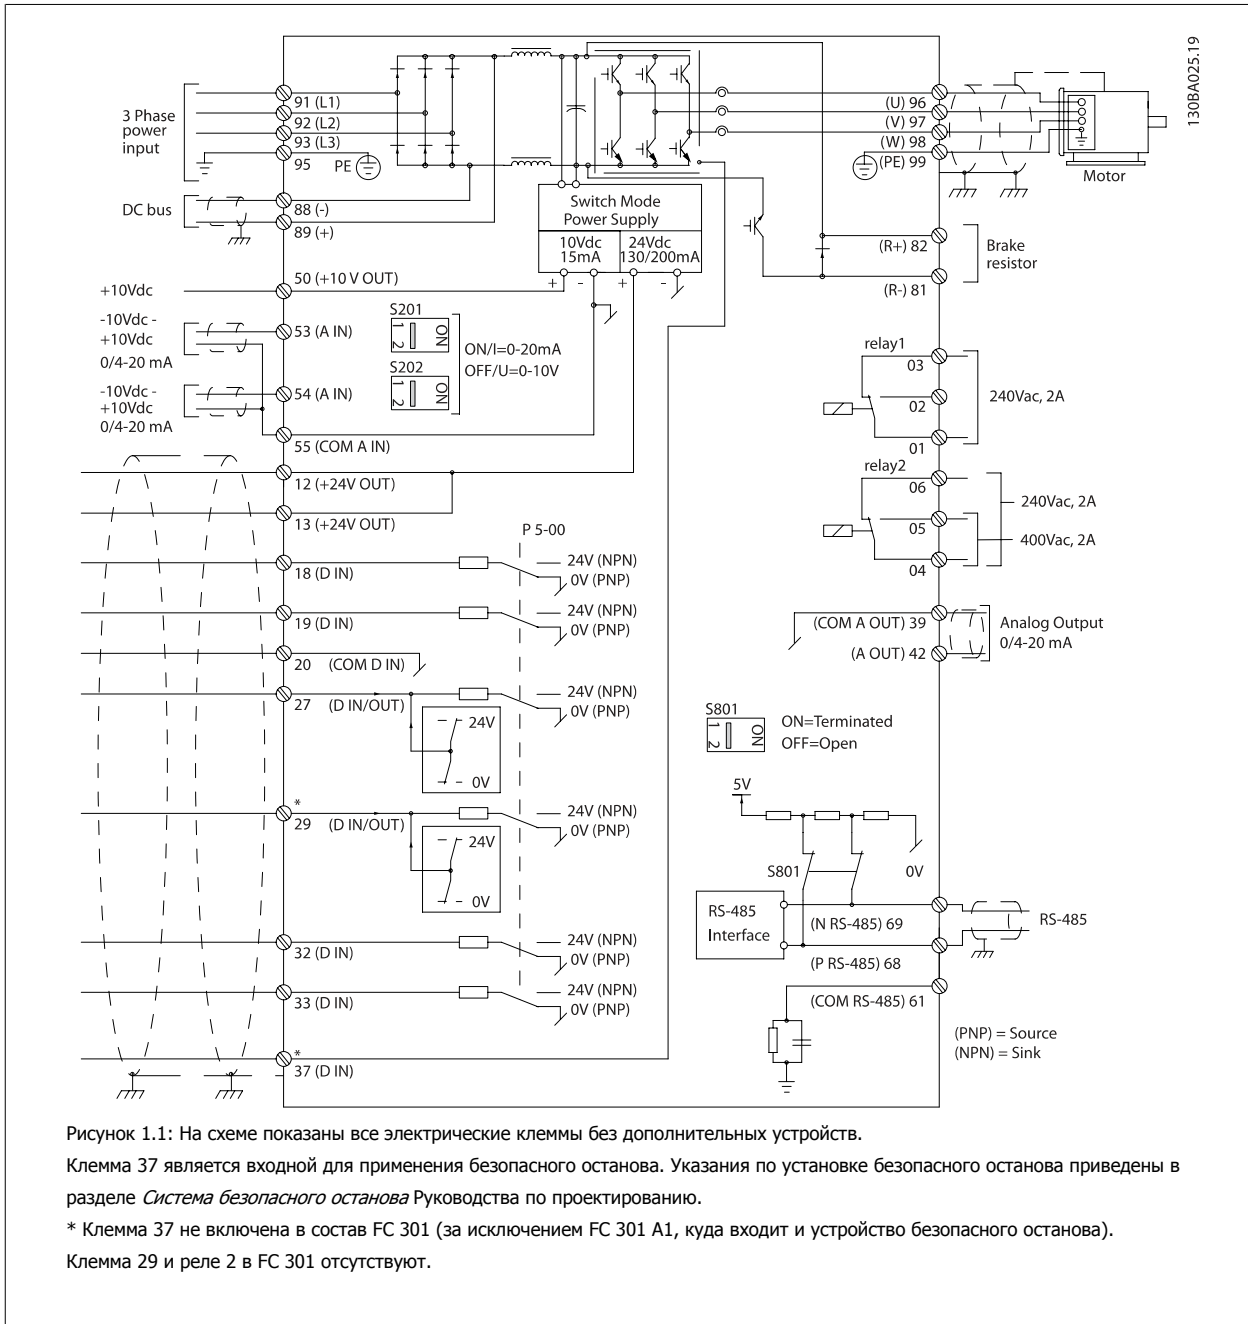 130BA025.19
3 Phase
power
input
91 (L1)
92 (L2)
93 (L3)
95
PE
DC bus
88 (-)
89 (+)
Switch Mode
Power Supply
10Vdc
15mA
24Vdc
130/200mA
+
-
+
-
(U) 96
(V) 97
(W) 98
(PE) 99
Motor
(R+) 82
(R-) 81
Brake
resistor
+10Vdc
50 (+10 V OUT)
-10Vdc -
+10Vdc
0/4-20 mA
53 (A IN)
S201
1
2
ON
S202
1
2
ON
ON/I=0-20mA
OFF/U=0-10V
-10Vdc -
+10Vdc
0/4-20 mA
54 (A IN)
55 (COM A IN)
12 (+24V OUT)
13 (+24V OUT)
relay1
03
02
01
240Vac, 2A
relay2
06
05
04
240Vac, 2A
400Vac, 2A
P 5-00
18 (D IN)
24V (NPN)
0V (PNP)
19 (D IN)
24V (NPN)
0V (PNP)
20 (COM D IN)
27 (D IN/OUT)
24V (NPN)
0V (PNP)
24V
0V
*
29 (D IN/OUT)
24V (NPN)
0V (PNP)
24V
0V
32 (D IN)
24V (NPN)
0V (PNP)
33 (D IN)
24V (NPN)
0V (PNP)
*
37 (D IN)
(COM A OUT) 39
(A OUT) 42
Analog Output
0/4-20 mA
S801
1
2
ON
ON=Terminated
OFF=Open
5V
S801
0V
RS-485
Interface
(N RS-485) 69
(P RS-485) 68
(COM RS-485) 61
RS-485
(PNP) = Source
(NPN) = Sink
Рисунок 1.1: На схеме показаны все электрические клеммы без дополнительных устройств.
Клемма 37 является входной для применения безопасного останова. Указания по установке безопасного останова приведены в
разделе Система безопасного останова Руководства по проектированию.
* Клемма 37 не включена в состав FC 301 (за исключением FC 301 A1, куда входит и устройство безопасного останова).
Клемма 29 и реле 2 в FC 301 отсутствуют.